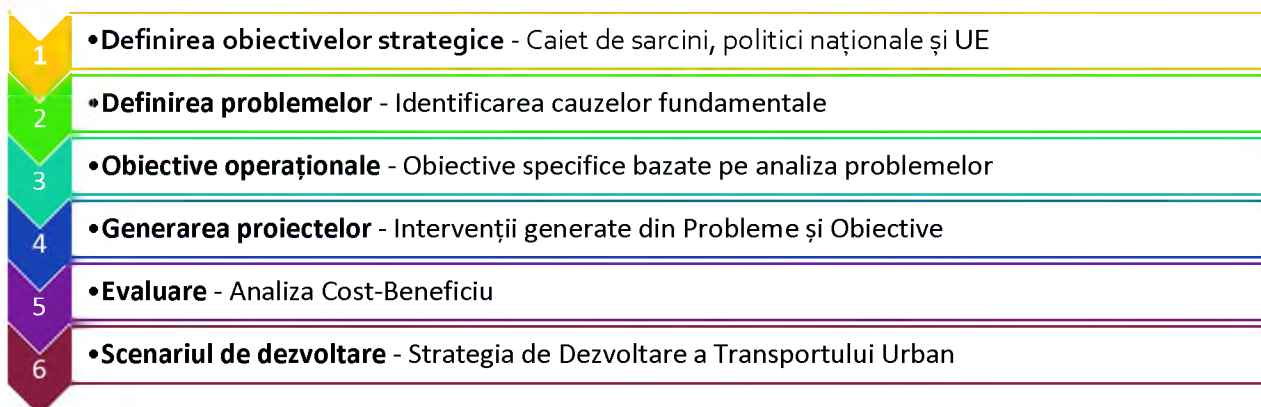 1 •Definirea obiectivelor strategice - Caiet de sarcini, politici naționale și UE
2 •Definirea problemelor - Identificarea cauzelor fundamentale
3 •Obiective operaționale - Obiective specifice bazate pe analiza problemelor
4 •Generarea proiectelor - Intervenții generate din Probleme și Obiective
5 •Evaluare - Analiza Cost-Beneficiu
6 •Scenariul de dezvoltare - Strategia de Dezvoltare a Transportului Urban